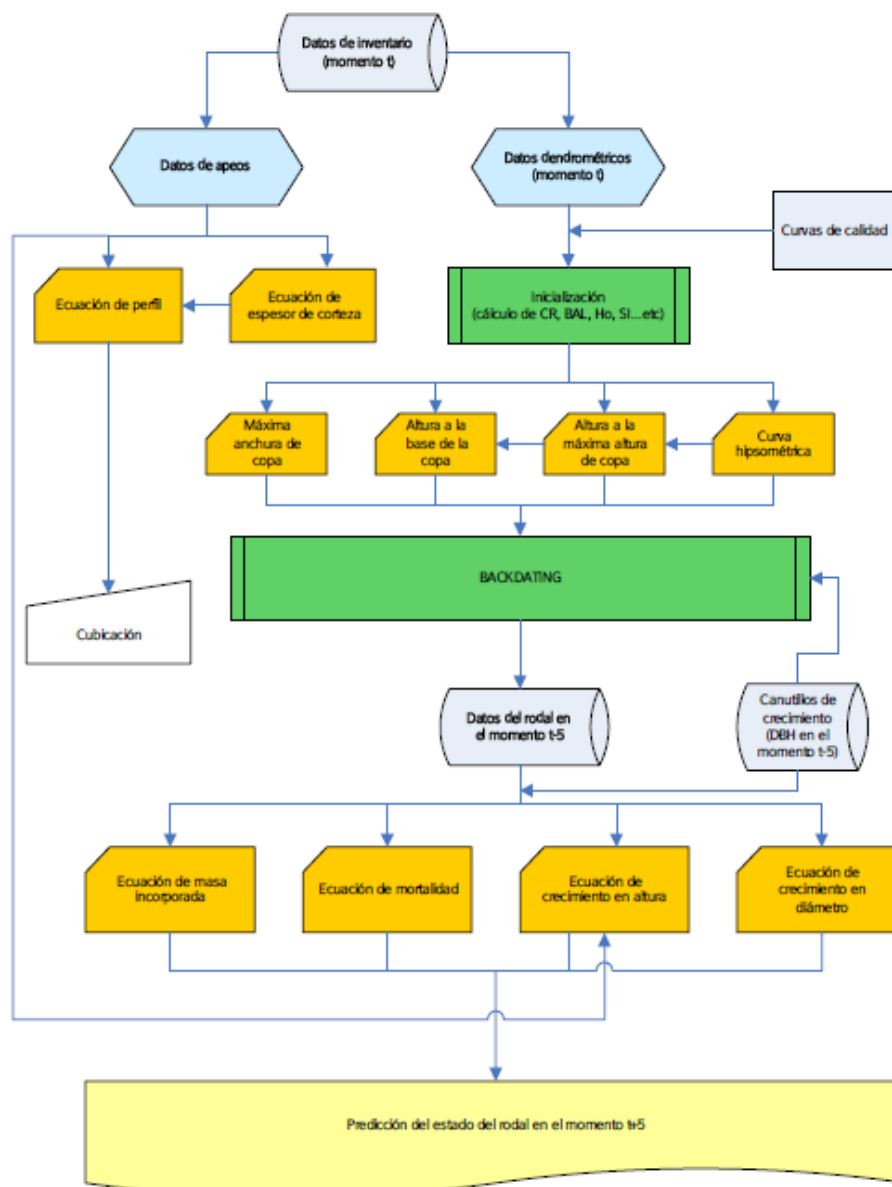 Datos de inventario
(momento t)
Datos de apeos
Datos dendrométricos
(momento t)
Curvas de calidad
Ecuación de perfil
Ecuación de
espesor de corteza
Inicialización
(cálculo de CR, BAL, Ho, SI....etc)
Máxima
anchura de
copa
Altura a la
base de la
copa
Altura a la
máxima altura
de copa
Curva
hipsométrica
BACKDATING
Cubicación
Datos del rodal en
el momento t-5
Canutillos de
crecimiento
(DBH en el
momento t-5)
Ecuación de masa
incorporada
Ecuación de mortalidad
Ecuación de
crecimiento en altura
Ecuación de
crecimiento en
diámetro
Predicción del estado del rodal en el momento t+5